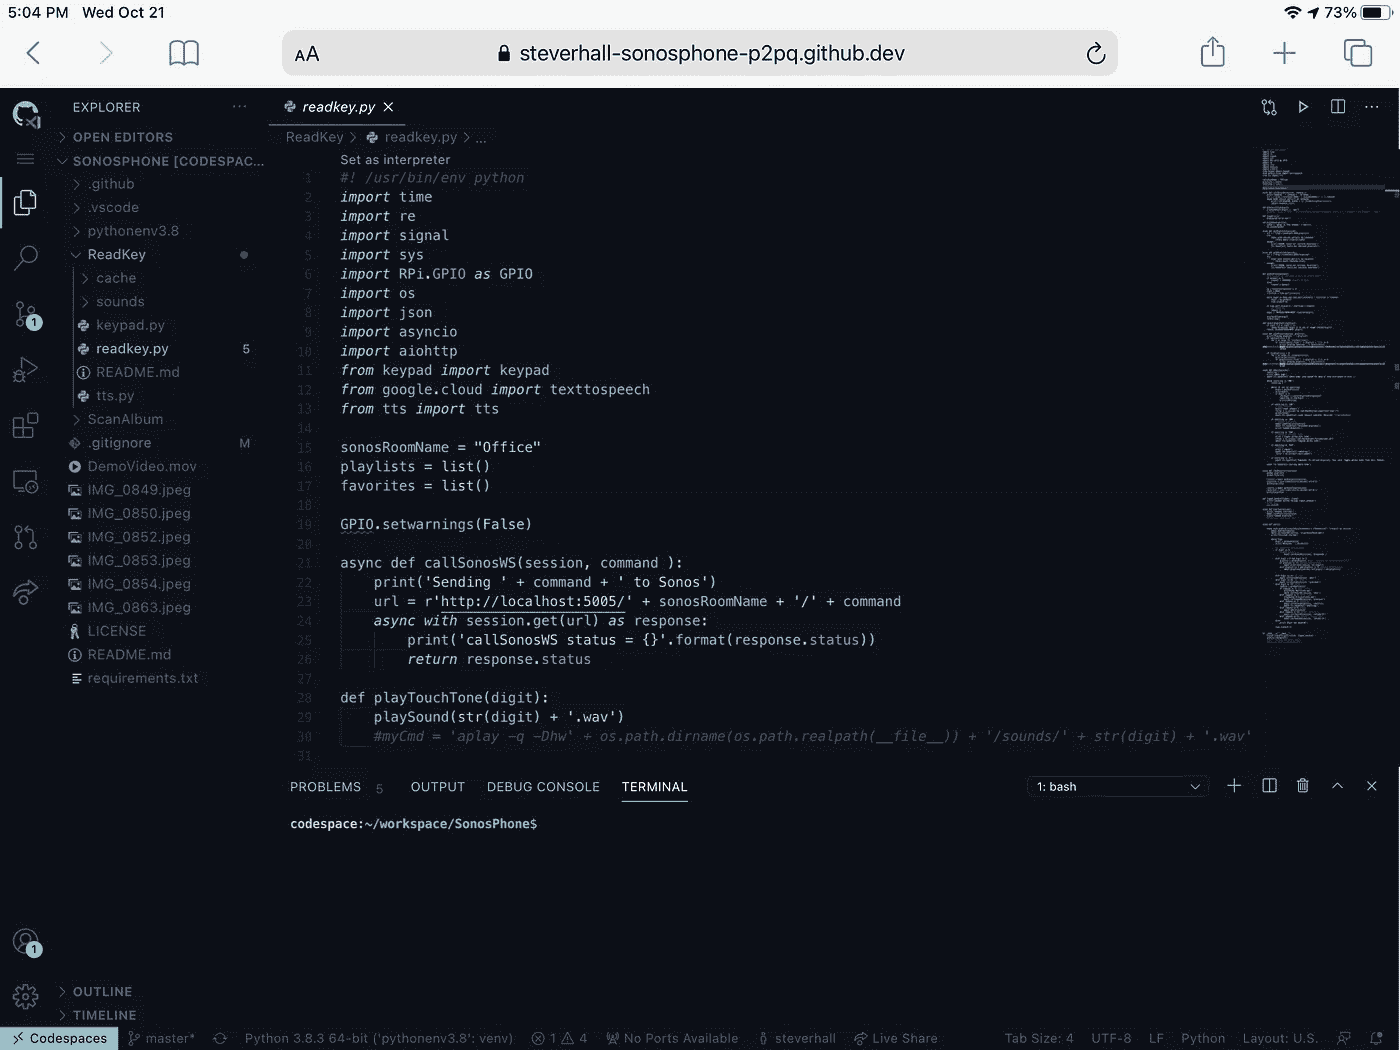 5:04 PM Wed Oct 21
73%
AA
steverhall-sonosphone-p2pq.github.dev
EXPLORER ···
OPEN EDITORS
SONOSPHONE [CODESPAC...
.github
.vscode
pythonenv3.8
ReadKey
cache
sounds
keypad.py
readkey.py 5
README.md
tts.py
ScanAlbum
.gitignore M
DemoVideo.mov
IMG_0849.jpeg
IMG_0850.jpeg
IMG_0852.jpeg
IMG_0853.jpeg
IMG_0854.jpeg
IMG_0863.jpeg
LICENSE
README.md
requirements.txt
OUTLINE
TIMELINE
1
1
readkey.py
ReadKey > readkey.py > ...
Set as interpreter
1 #! /usr/bin/env python
2 import time
3 import re
4 import signal
5 import sys
6 import RPi.GPIO as GPIO
7 import os
8 import json
9 import asyncio
10 import aiohttp
11 from keypad import keypad
12 from google.cloud import texttospeech
13 from tts import tts
14
15 sonosRoomName = "Office"
16 playlists = list()
17 favorites = list()
18
19 GPIO.setwarnings(False)
20
21 async def callSonosWS(session, command ):
22 print('Sending ' + command + ' to Sonos')
23 url = r'http://localhost:5005/' + sonosRoomName + '/' + command
24 async with session.get(url) as response:
25 print('callSonosWS status = {}'.format(response.status))
26 return response.status
27
28 def playTouchTone(digit):
29 playSound(str(digit) + '.wav')
30 #myCmd = 'aplay -q -Dhw' + os.path.dirname(os.path.realpath(__file__)) + '/sounds/' + str(digit) + '.wav'
31
PROBLEMS 5 OUTPUT DEBUG CONSOLE TERMINAL 1: bash
codespace:~/workspace/SonosPhone$
Codespaces master* Python 3.8.3 64-bit ('pythonenv3.8': venv) 1 4 No Ports Available steverhall Live Share Tab Size: 4 UTF-8 LF Python Layout: U.S.